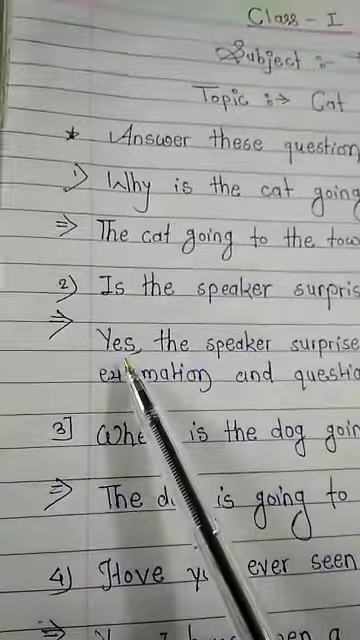 Class - I
Subject :-
Topic :→ Cat
* Answer these question
1) Why is the cat going
⇒ The cat going to the tow
2) Is the speaker surpris
⇒
Yes, the speaker surprise
and questio
3] is the dog goin
⇒ The is going to
4) ever seen
⇒